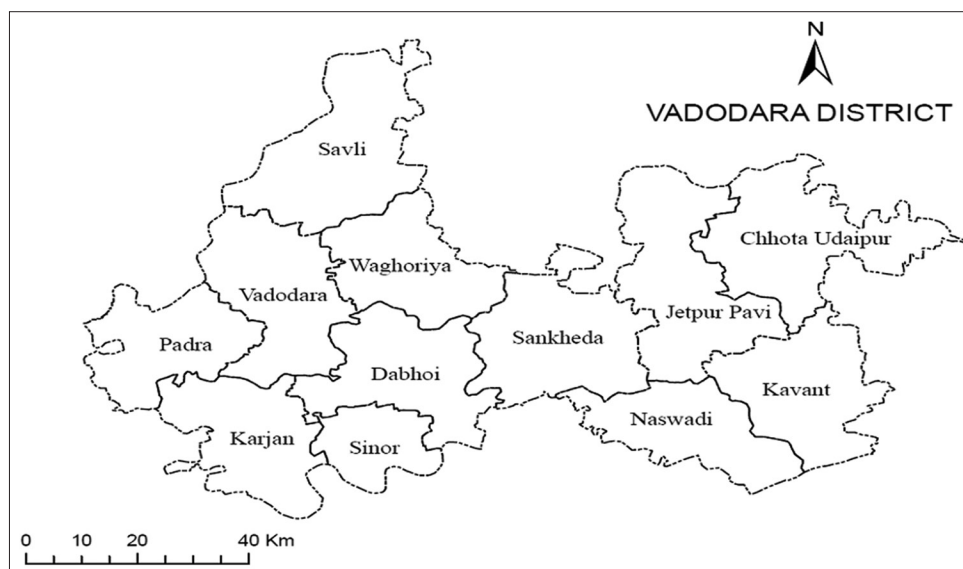 N
VADODARA DISTRICT
Savli
Chhota Udaipur
Waghoriya
Vadodara
Jetpur Pavi
Sankheda
Padra
Dabhoi
Kavant
Naswadi
Karjan
Sinor
0 10 20 40 Km